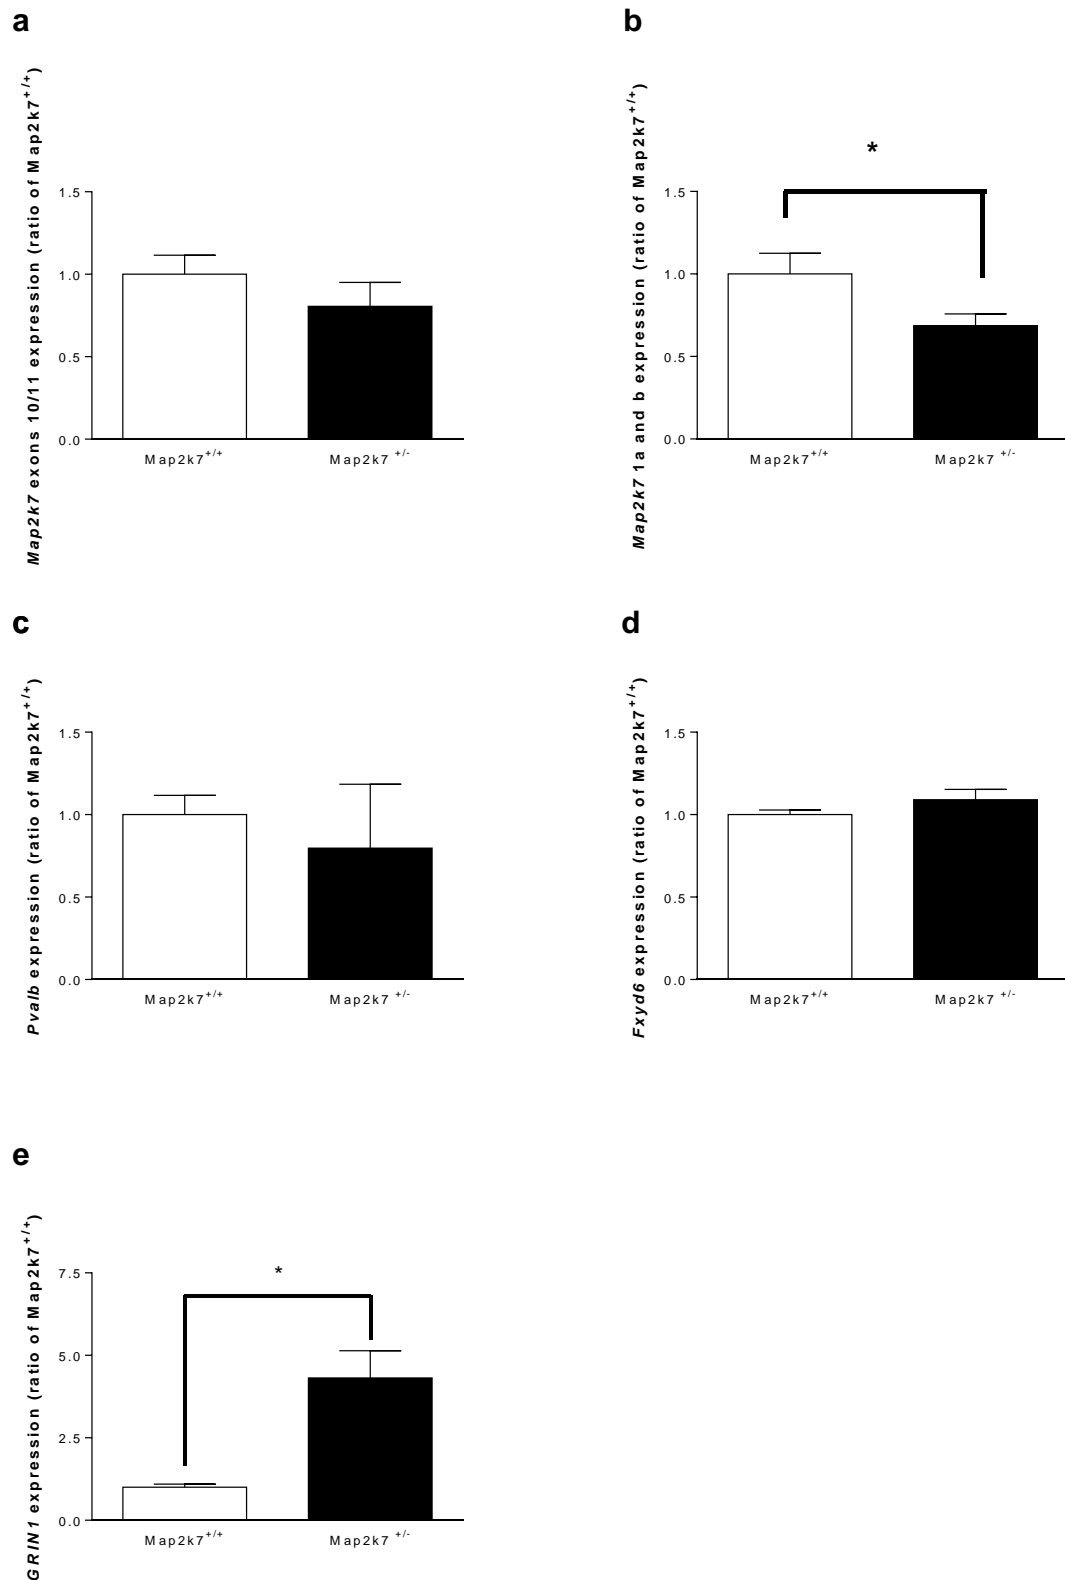 a
Map2k7 exons 10/11 expression (ratio of Map2k7+/+)
1.5
1.0
0.5
0.0
Map2k7+/+
Map2k7 +/-
b
Map2k7 1a and b expression (ratio of Map2k7+/+)
*
1.5
1.0
0.5
0.0
Map2k7+/+
Map2k7 +/-
c
Pvalb expression (ratio of Map2k7+/+)
1.5
1.0
0.5
0.0
Map2k7+/+
Map2k7 +/-
d
Fxyd6 expression (ratio of Map2k7+/+)
1.5
1.0
0.5
0.0
Map2k7+/+
Map2k7 +/-
e
GRIN1 expression (ratio of Map2k7+/+)
*
7.5
5.0
2.5
0.0
Map2k7+/+
Map2k7 +/-